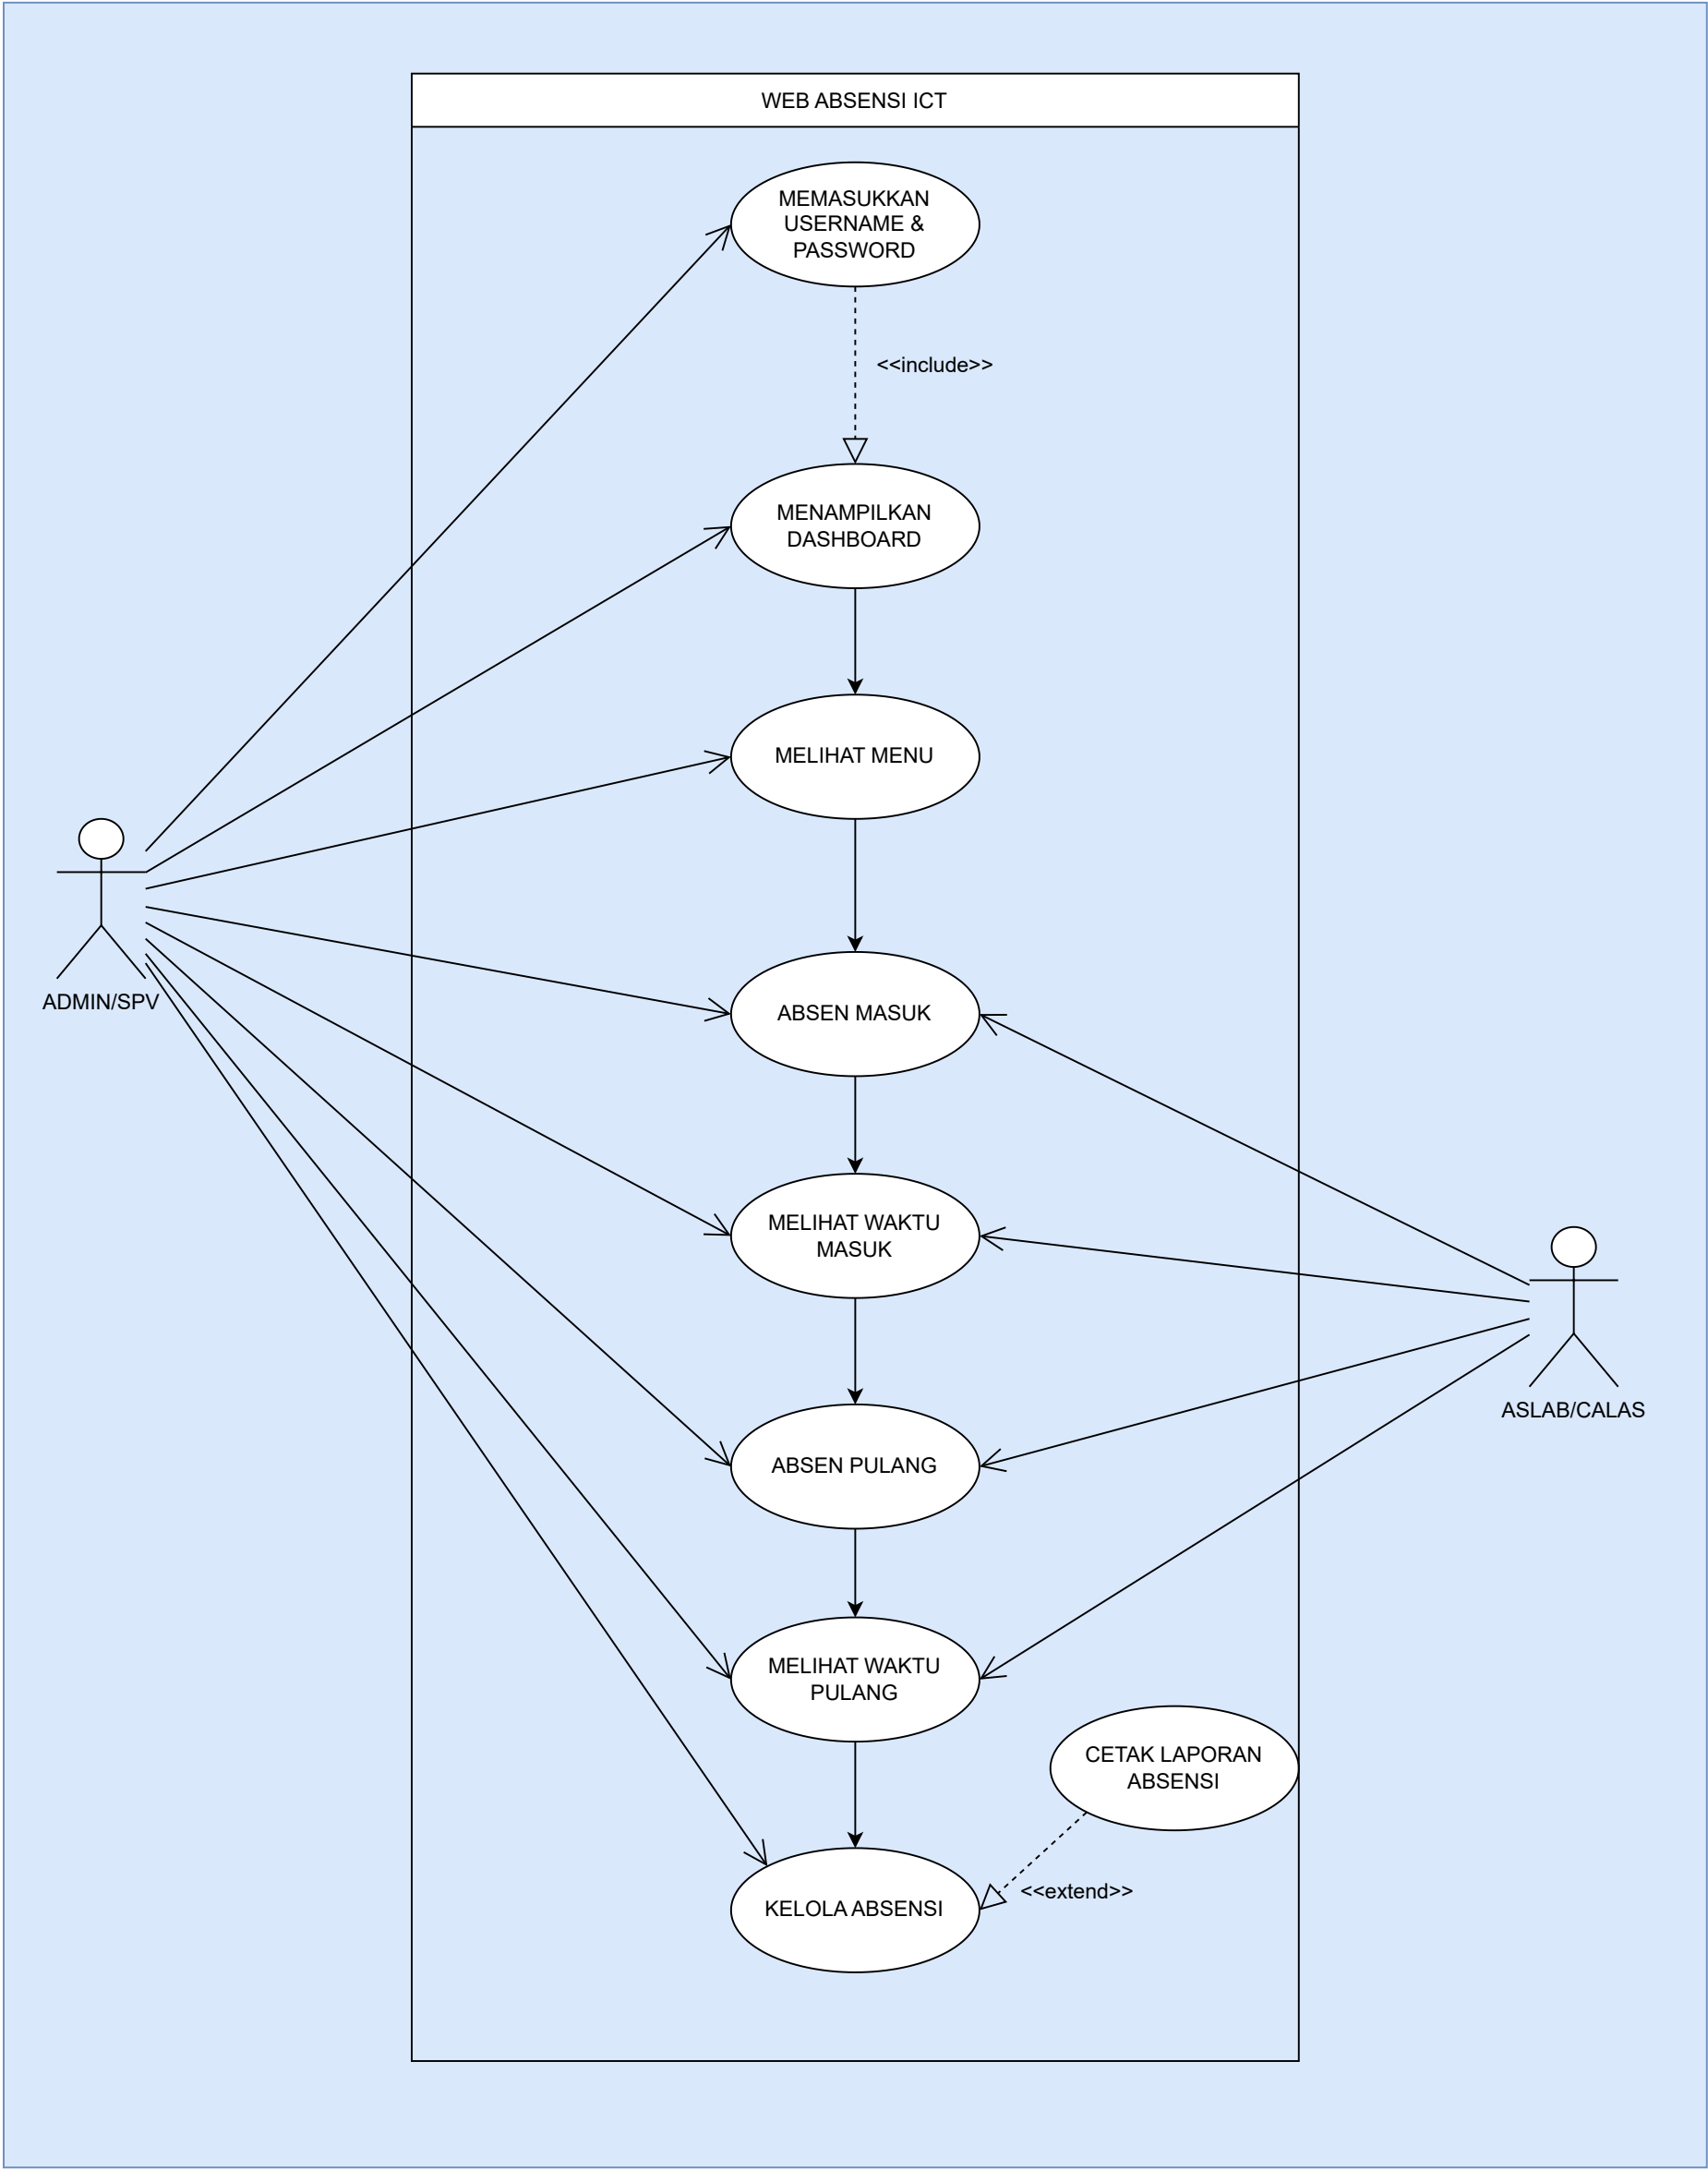 WEB ABSENSI ICT
MEMASUKKAN
USERNAME &
PASSWORD
<<include>>
MENAMPILKAN
DASHBOARD
MELIHAT MENU
ADMIN/SPV
ABSEN MASUK
MELIHAT WAKTU
MASUK
ASLAB/CALAS
ABSEN PULANG
MELIHAT WAKTU
PULANG
CETAK LAPORAN
ABSENSI
<<extend>>
KELOLA ABSENSI